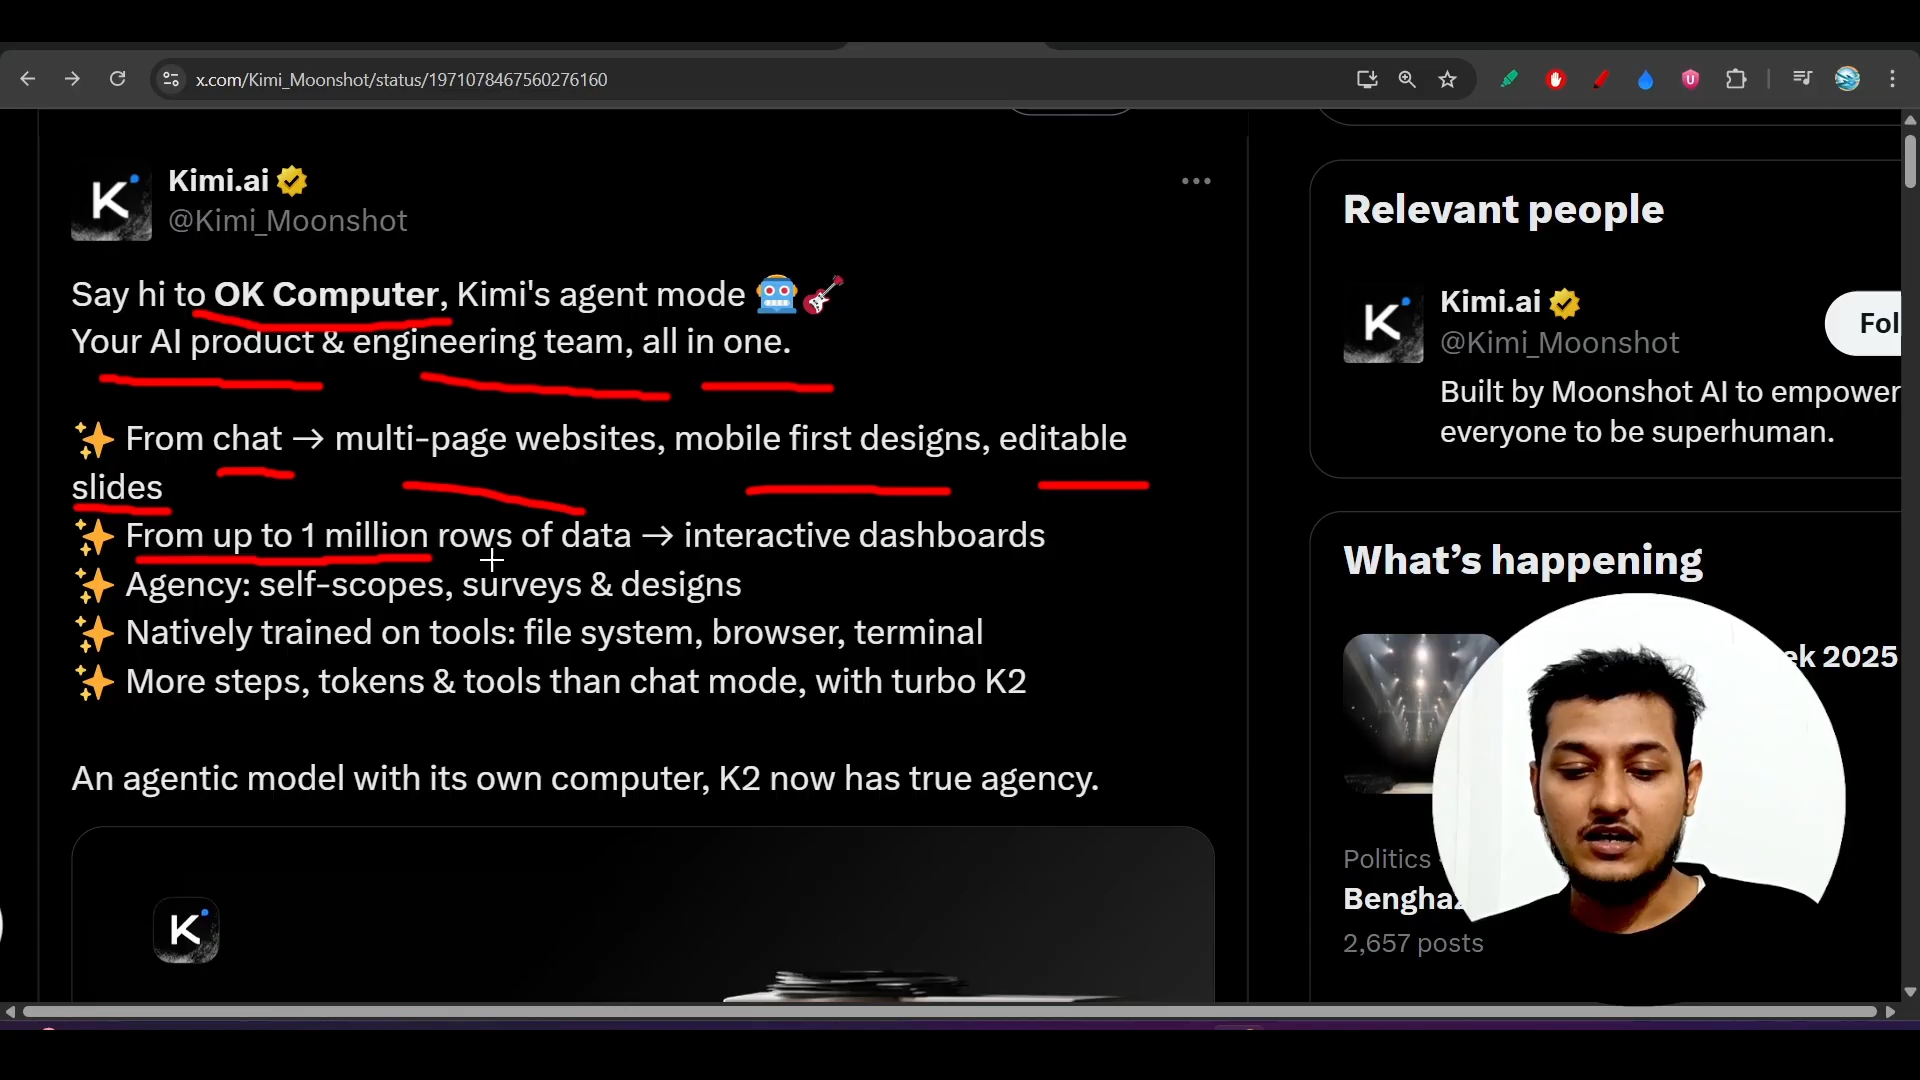 x.com/Kimi_Moonshot/status/1971078467560276160
Kimi.ai
@Kimi_Moonshot
Say hi to OK Computer, Kimi's agent mode 🤖🎸
Your AI product & engineering team, all in one.
✨ From chat → multi-page websites, mobile first designs, editable
slides
✨ From up to 1 million rows of data → interactive dashboards
✨ Agency: self-scopes, surveys & designs
✨ Natively trained on tools: file system, browser, terminal
✨ More steps, tokens & tools than chat mode, with turbo K2
An agentic model with its own computer, K2 now has true agency.
K
Relevant people
Kimi.ai
@Kimi_Moonshot
Fol
Built by Moonshot AI to empower
everyone to be superhuman.
What's happening
ek 2025
Politics
Bengha
2,657 posts